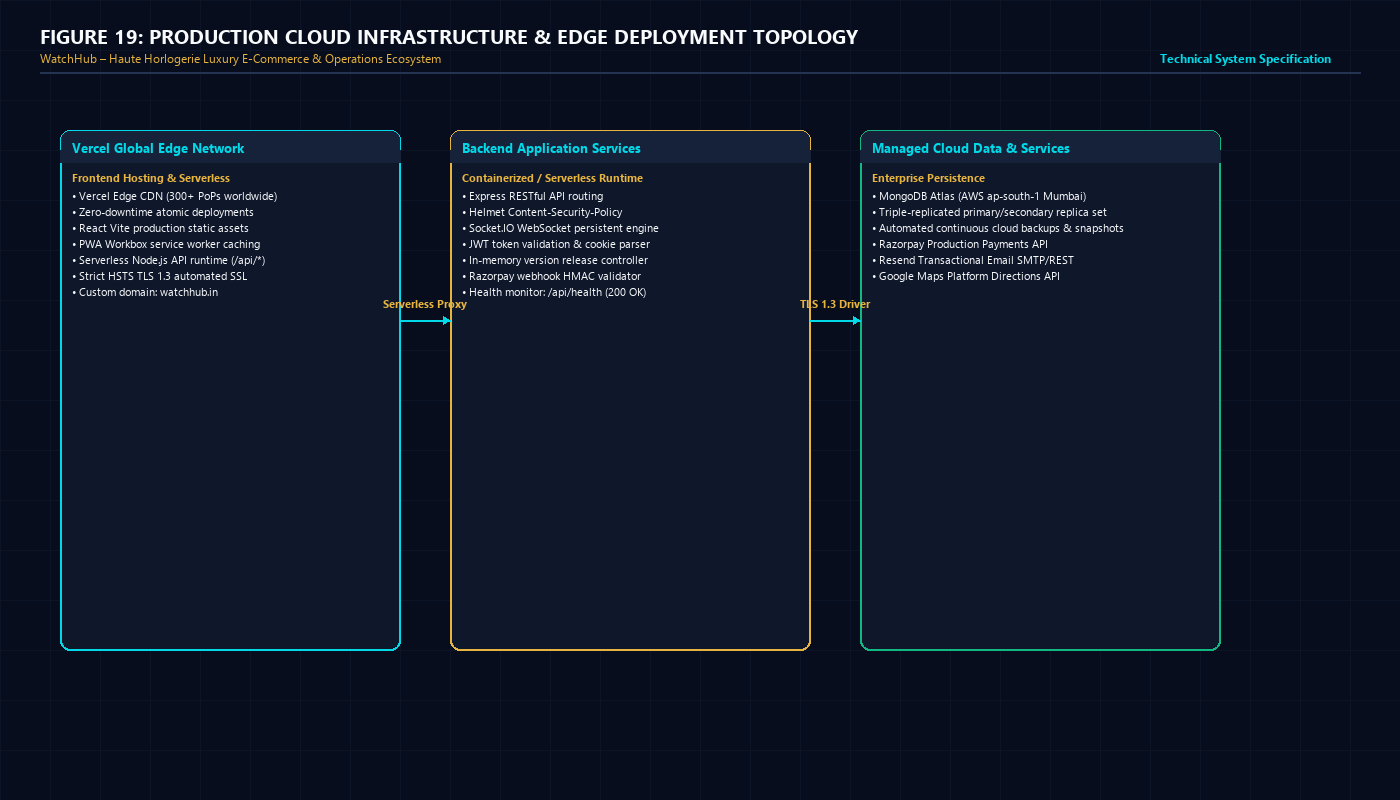 FIGURE 19: PRODUCTION CLOUD INFRASTRUCTURE & EDGE DEPLOYMENT TOPOLOGY
WatchHub – Haute Horlogerie Luxury E-Commerce & Operations Ecosystem
Technical System Specification
Vercel Global Edge Network
Frontend Hosting & Serverless
• Vercel Edge CDN (300+ PoPs worldwide)
• Zero-downtime atomic deployments
• React Vite production static assets
• PWA Workbox service worker caching
• Serverless Node.js API runtime (/api/*)
• Strict HSTS TLS 1.3 automated SSL
• Custom domain: watchhub.in
Serverless Proxy
Backend Application Services
Containerized / Serverless Runtime
• Express RESTful API routing
• Helmet Content-Security-Policy
• Socket.IO WebSocket persistent engine
• JWT token validation & cookie parser
• In-memory version release controller
• Razorpay webhook HMAC validator
• Health monitor: /api/health (200 OK)
TLS 1.3 Driver
Managed Cloud Data & Services
Enterprise Persistence
• MongoDB Atlas (AWS ap-south-1 Mumbai)
• Triple-replicated primary/secondary replica set
• Automated continuous cloud backups & snapshots
• Razorpay Production Payments API
• Resend Transactional Email SMTP/REST
• Google Maps Platform Directions API